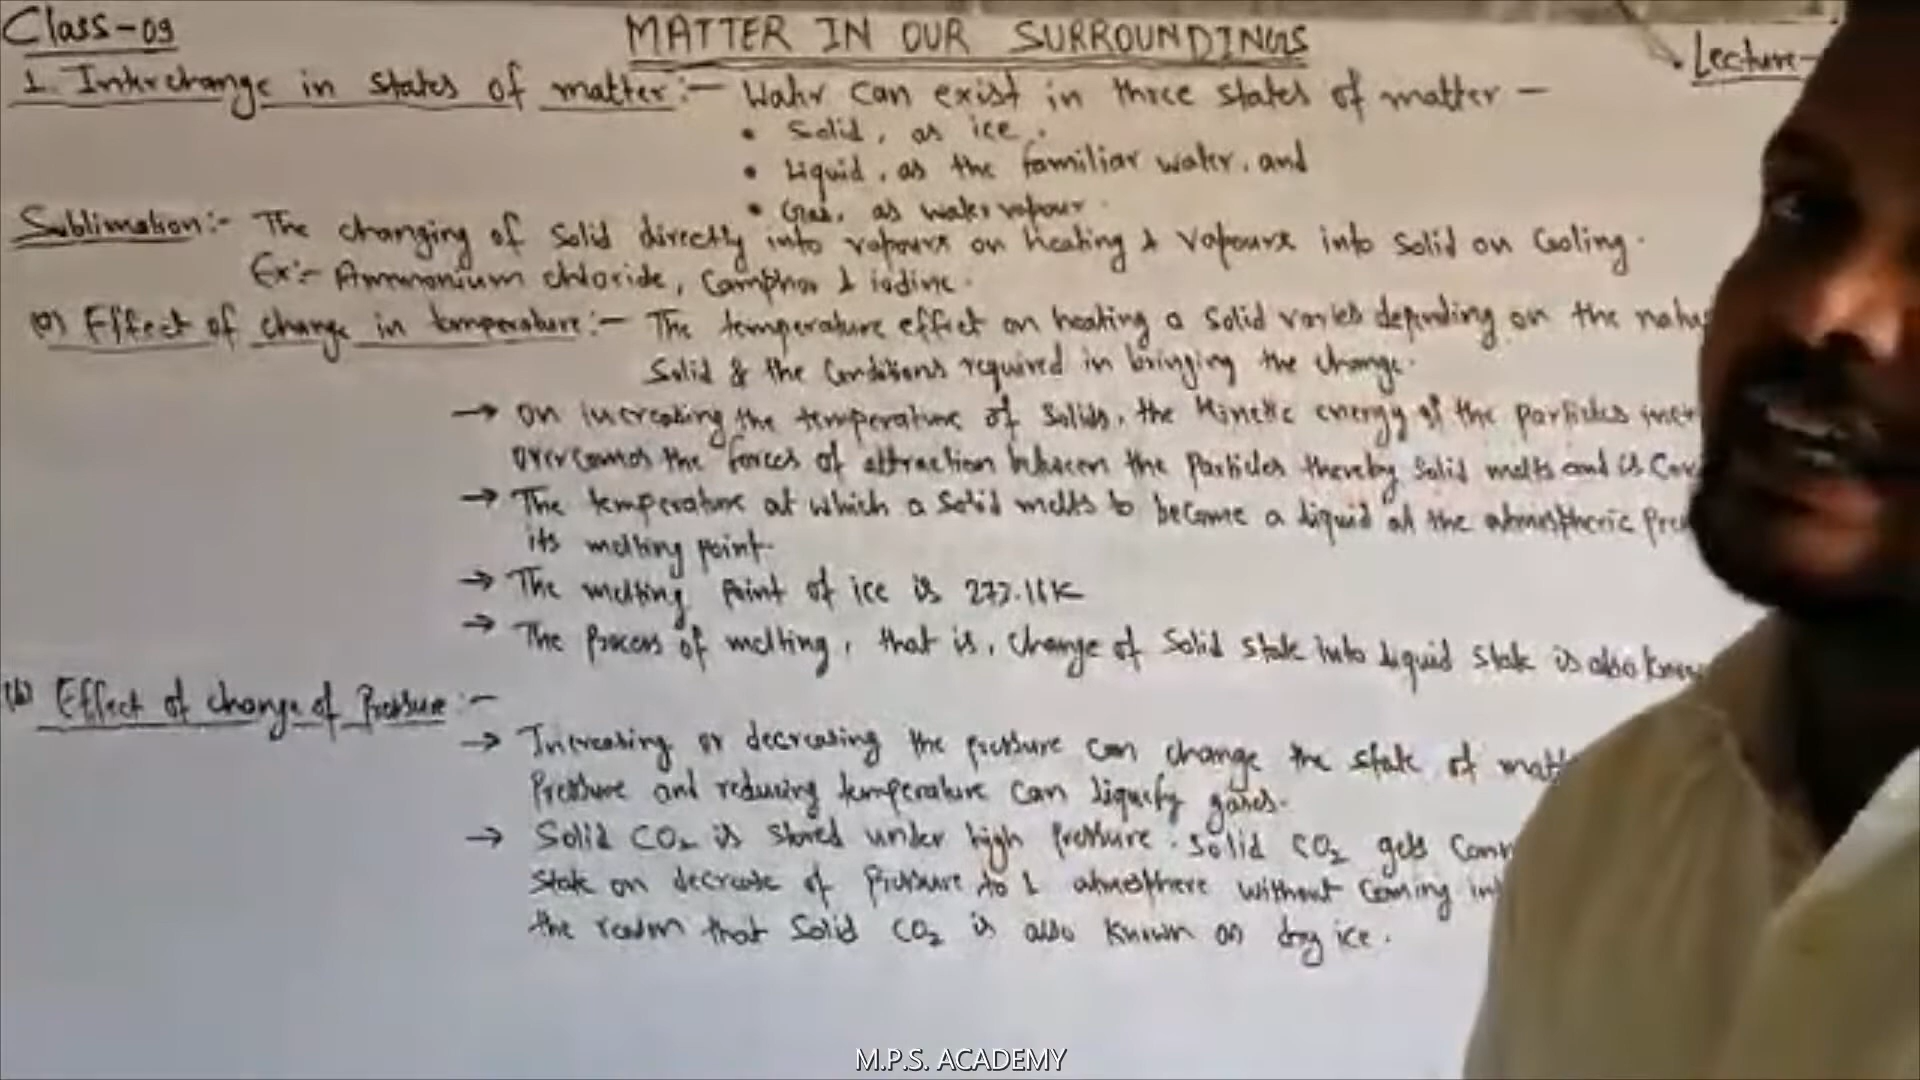 Class-09
MATTER IN OUR SURROUNDINGS
Lecture-
1. Interchange in states of matter:- Water can exist in three states of matter -
• Solid, as ice.
• Liquid, as the familiar water, and
• Gas, as water vapour.
Sublimation:- The changing of solid directly into vapours on heating & vapours into solid on cooling.
Ex:- Ammonium chloride, camphor & iodine.
(a) Effect of change in temperature:- The temperature effect on heating a solid varies depending on the
solid & the conditions required in bringing the change.
→ On increasing the temperature of solids, the kinetic energy of the particles
overcomes the forces of attraction between the particles thereby solid melts and is
→ The temperature at which a solid melts to become a liquid at the atmospheric
its melting point.
→ The melting point of ice is 273.16K
→ The process of melting, that is, change of solid state into liquid state is also
(b) Effect of change of Pressure:-
→ Increasing or decreasing the pressure can change the state of
Pressure and reducing temperature can liquefy gases.
→ Solid CO₂ is stored under high pressure. Solid CO₂ gets
state on decrease of pressure to 1 atmosphere without coming
the reason that solid CO₂ is also known as dry ice.
M.P.S. ACADEMY